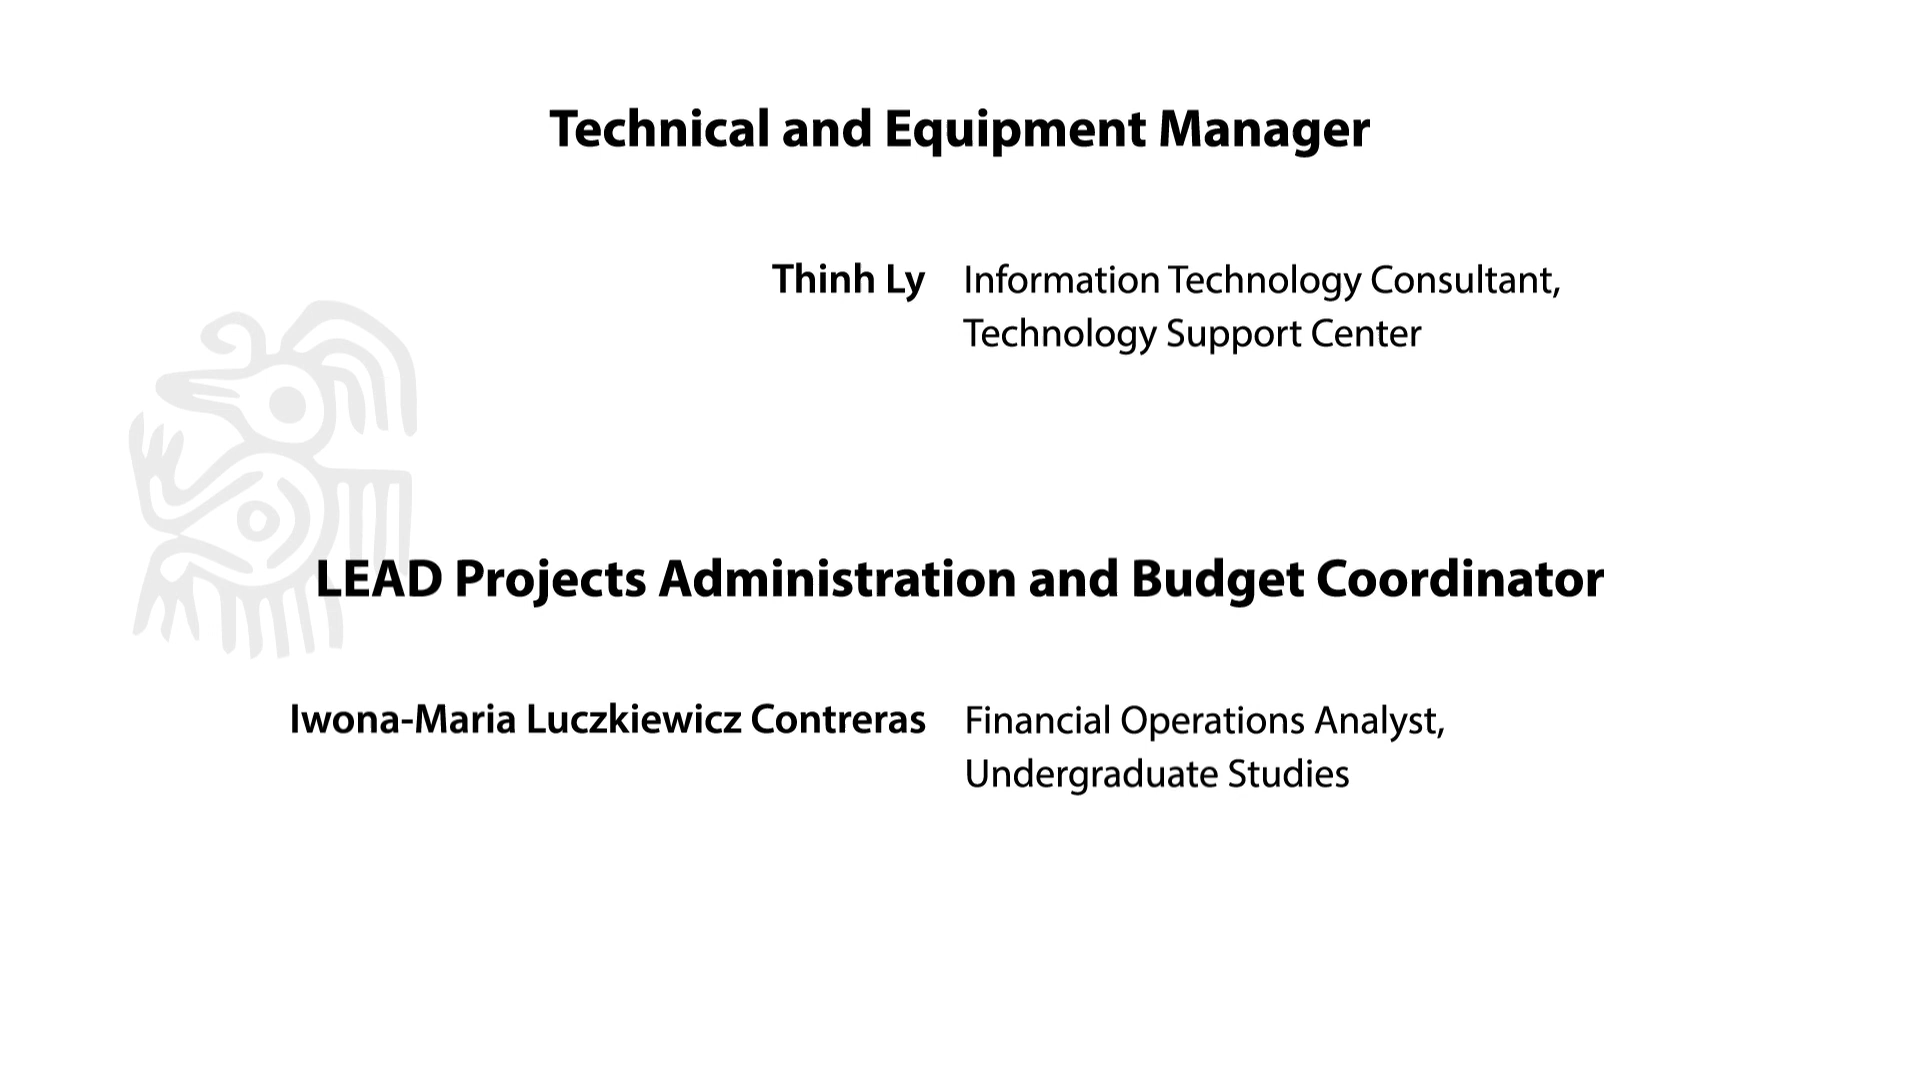 Technical and Equipment Manager
Thinh Ly Information Technology Consultant,
Technology Support Center
LEAD Projects Administration and Budget Coordinator
Iwona-Maria Luczkiewicz Contreras Financial Operations Analyst,
Undergraduate Studies